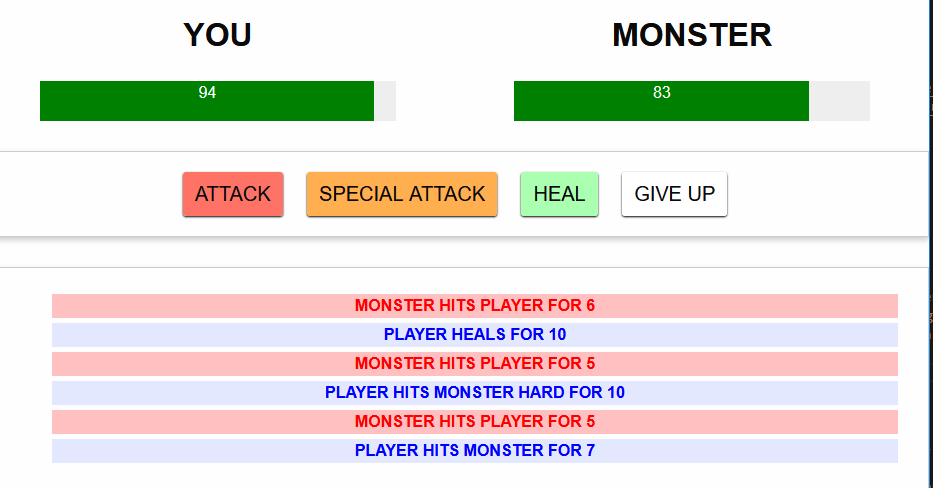 YOU
MONSTER
94
83
ATTACK
SPECIAL ATTACK
HEAL
GIVE UP
MONSTER HITS PLAYER FOR 6
PLAYER HEALS FOR 10
MONSTER HITS PLAYER FOR 5
PLAYER HITS MONSTER HARD FOR 10
MONSTER HITS PLAYER FOR 5
PLAYER HITS MONSTER FOR 7